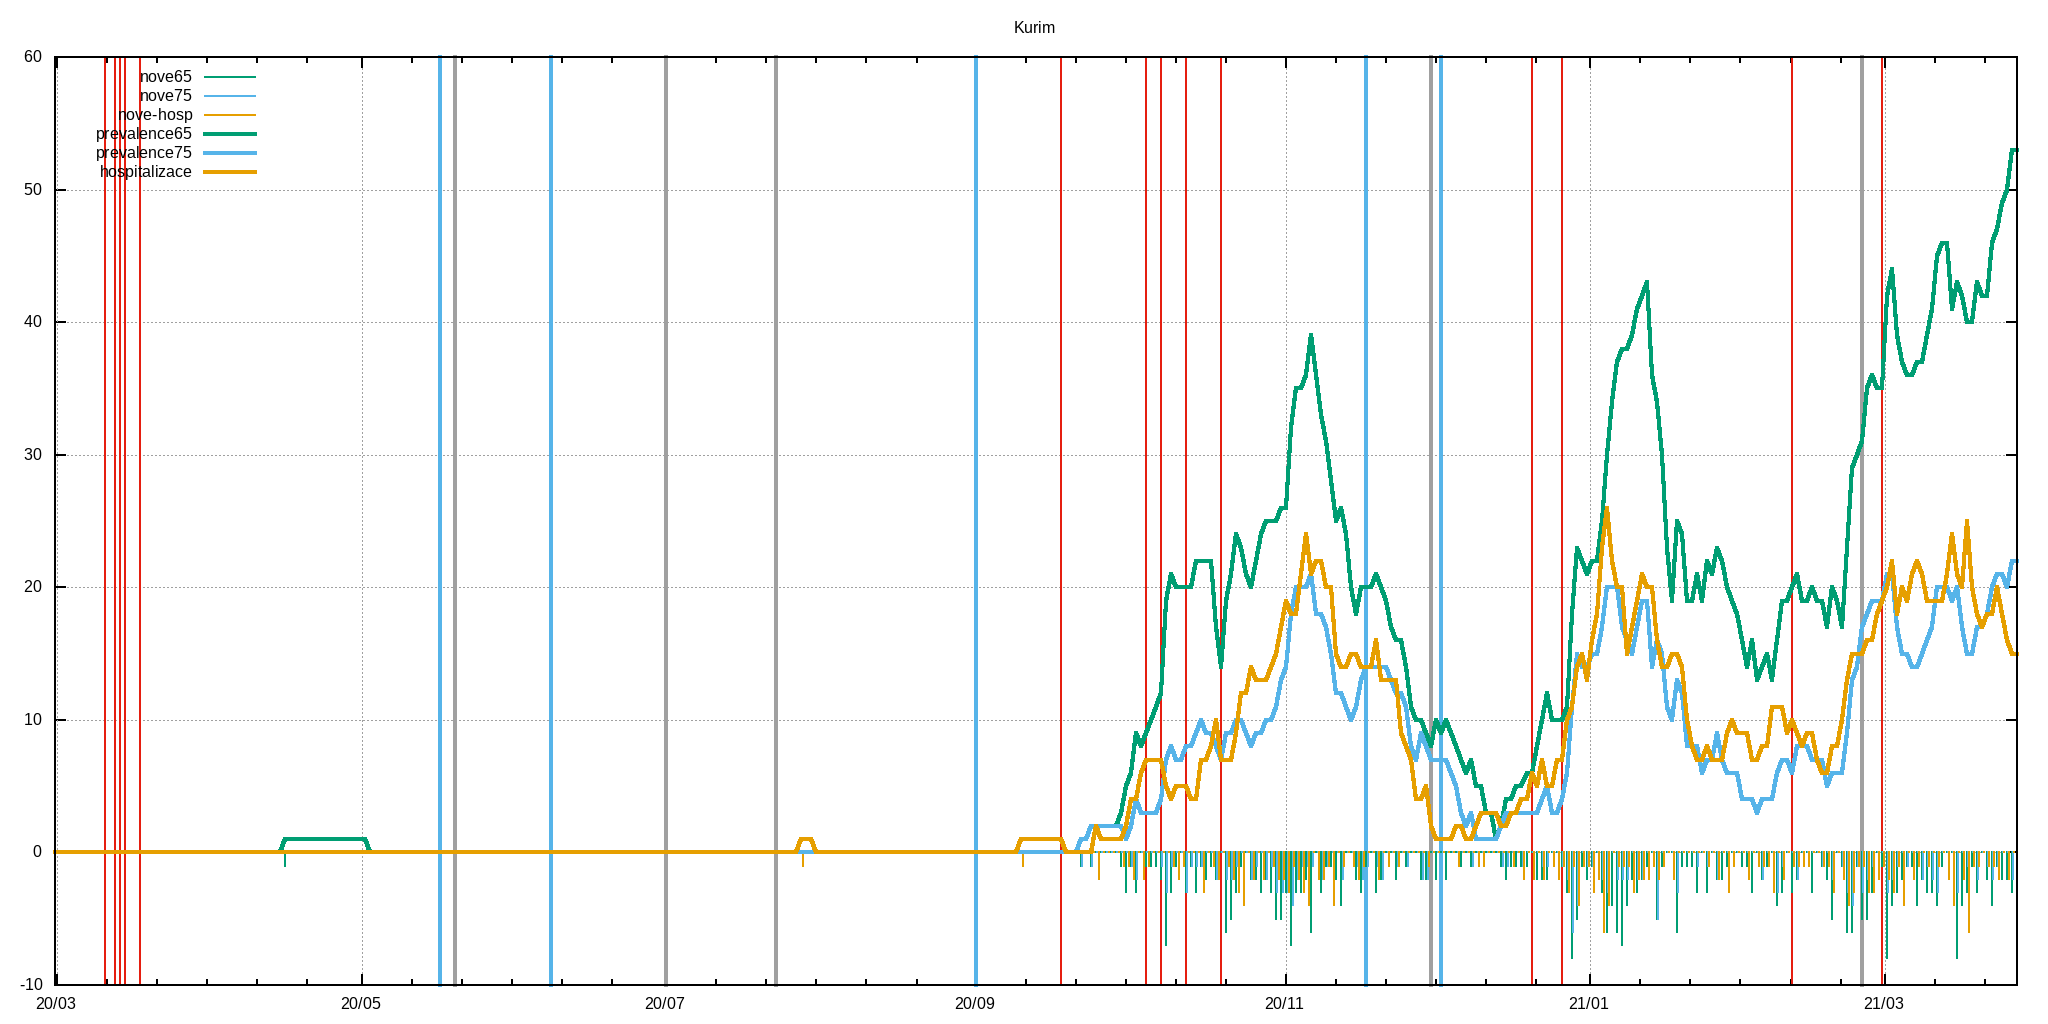 Kurim
60
50
40
30
20
10
0
-10
nove65
nove75
nove-hosp
prevalence65
prevalence75
hospitalizace
20/03 20/05 20/07 20/09 20/11 21/01 21/03